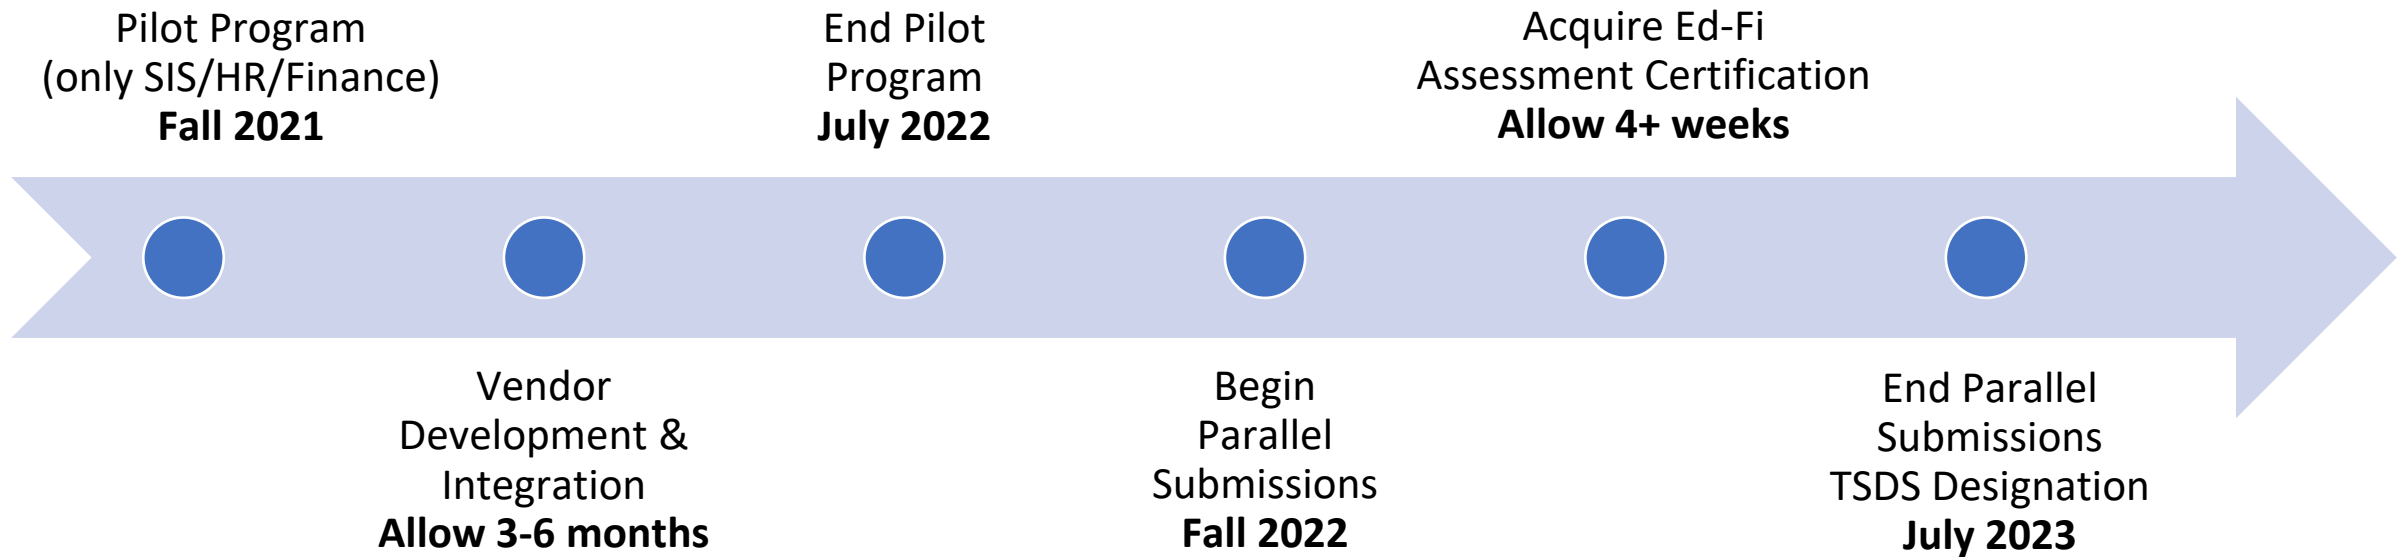 Pilot Program
(only SIS/HR/Finance)
Fall 2021
Vendor
Development &
Integration
Allow 3-6 months
End Pilot
Program
July 2022
Begin
Parallel
Submissions
Fall 2022
Acquire Ed-Fi
Assessment Certification
Allow 4+ weeks
End Parallel
Submissions
TSDS Designation
July 2023